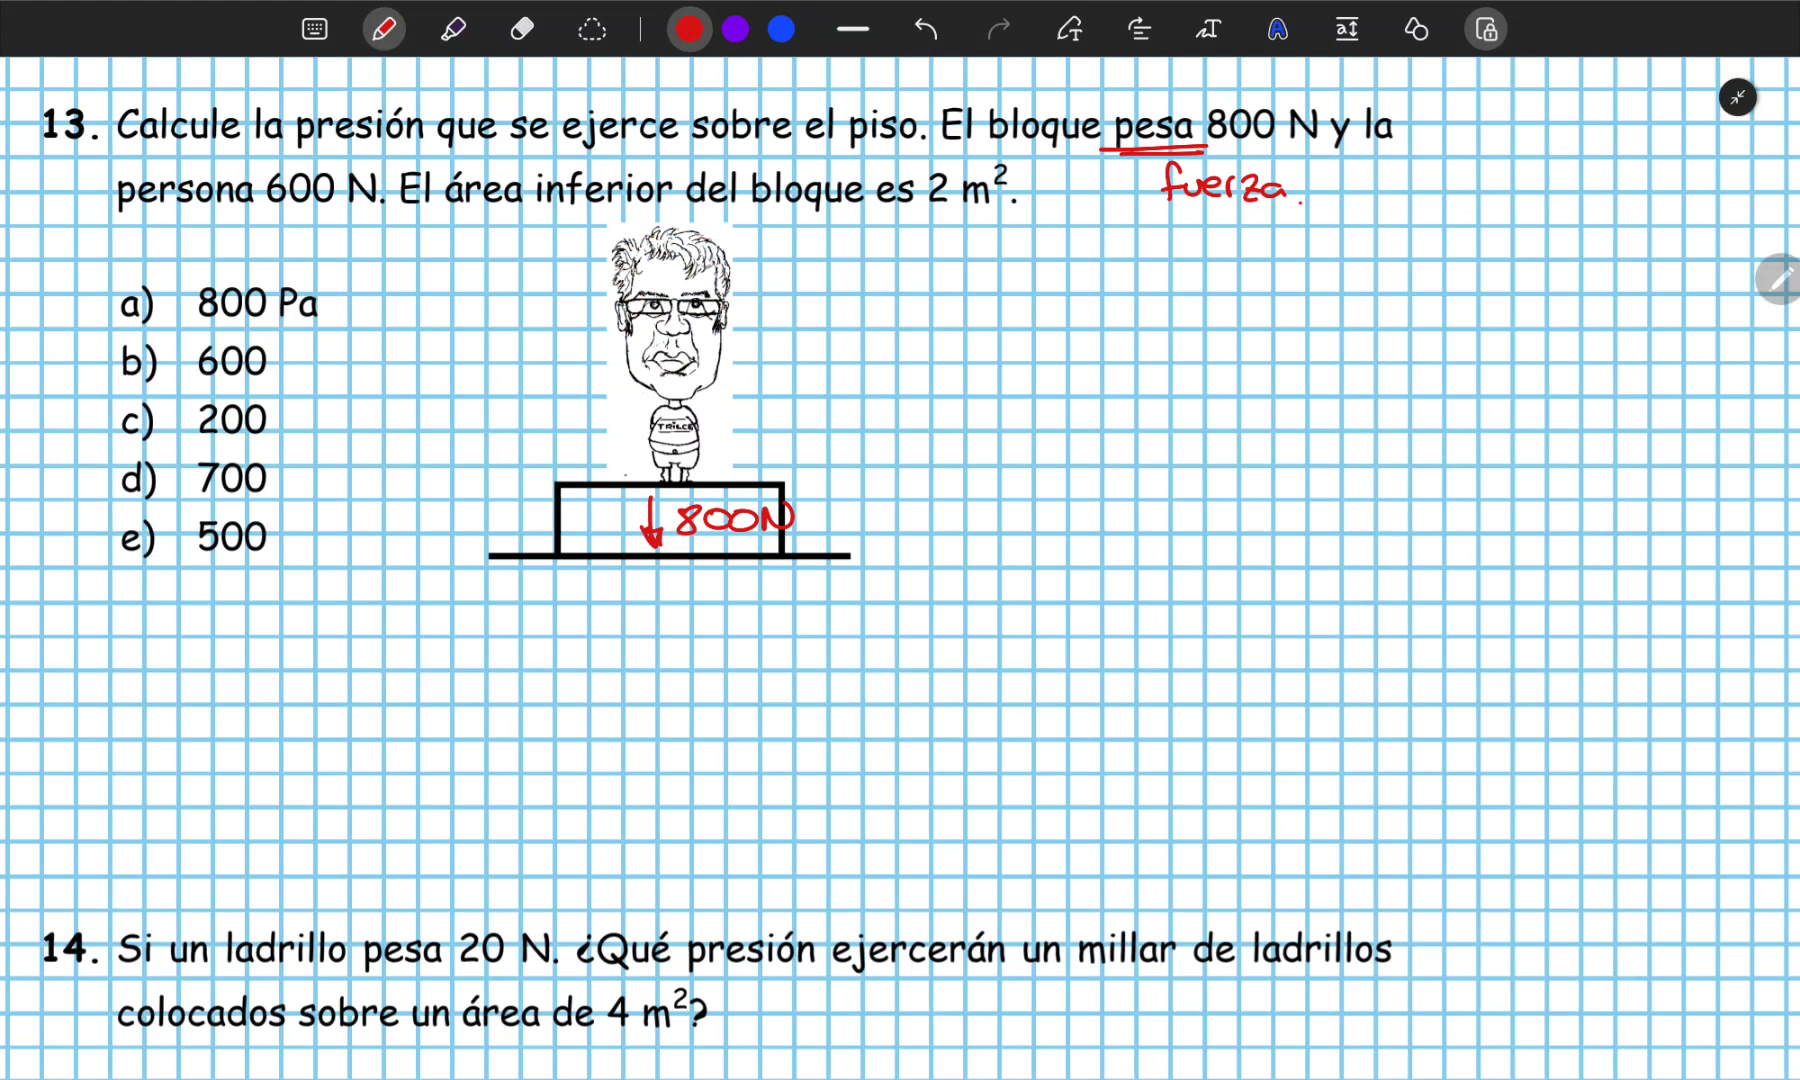 13. Calcule la presión que se ejerce sobre el piso. El bloque pesa 800 N y la
persona 600 N. El área inferior del bloque es 2 m².
fuerza.
a) 800 Pa
b) 600
c) 200
d) 700
e) 500
TRILCE
800N
14. Si un ladrillo pesa 20 N. ¿Qué presión ejercerán un millar de ladrillos
colocados sobre un área de 4 m²?